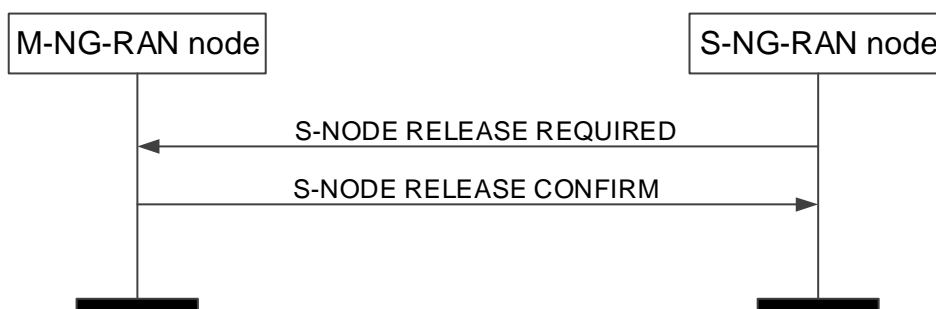 M-NG-RAN node
S-NG-RAN node
S-NODE RELEASE REQUIRED
S-NODE RELEASE CONFIRM